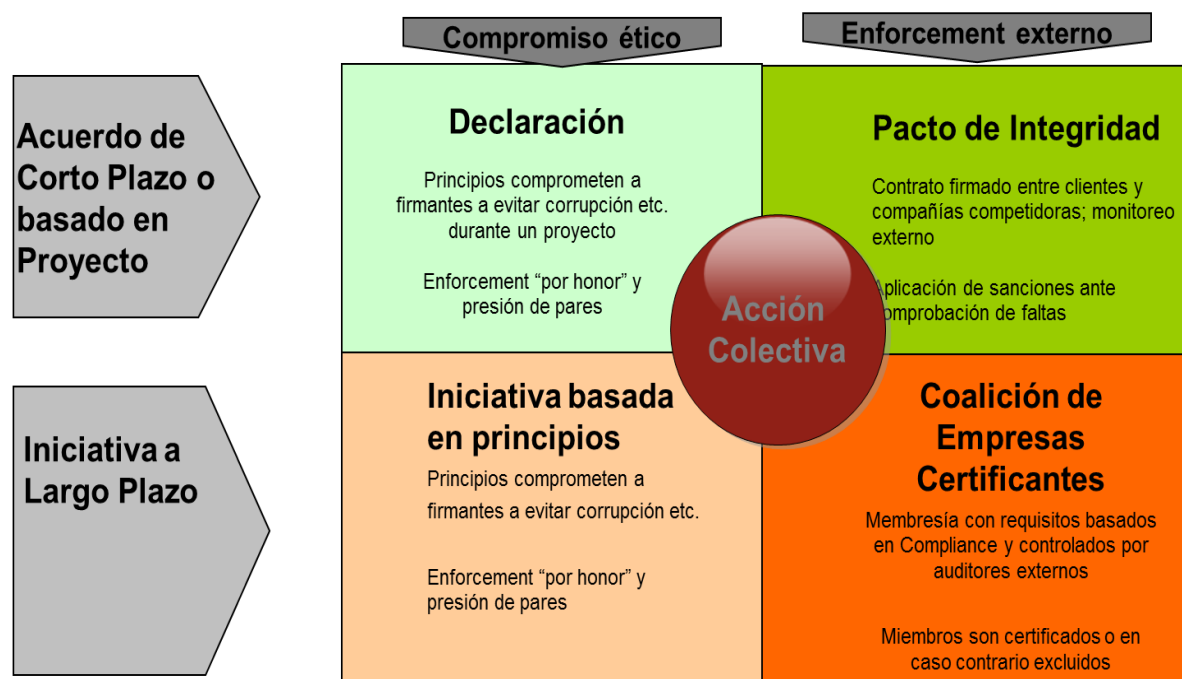 Compromiso ético
Enforcement externo
Acuerdo de
Corto Plazo o
basado en
Proyecto
Declaración
Principios comprometen a
firmantes a evitar corrupción etc.
durante un proyecto
Enforcement “por honor” y
presión de pares
Pacto de Integridad
Contrato firmado entre clientes y
compañías competidoras; monitoreo
externo
Aplicación de sanciones ante
comprobación de faltas
Acción
Colectiva
Iniciativa a
Largo Plazo
Iniciativa basada
en principios
Principios comprometen a
firmantes a evitar corrupción etc.
Enforcement “por honor” y
presión de pares
Coalición de
Empresas
Certificantes
Membresía con requisitos basados
en Compliance y controlados por
auditores externos
Miembros son certificados o en
caso contrario excluidos